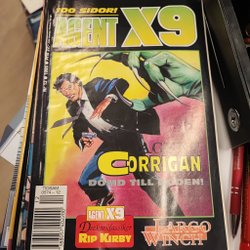 100 SIDOR!
AGENT X9
CORRIGAN
DÖMD TILL DÖDEN!
AGENT X9
RIP KIRBY
LARGO
WINCH